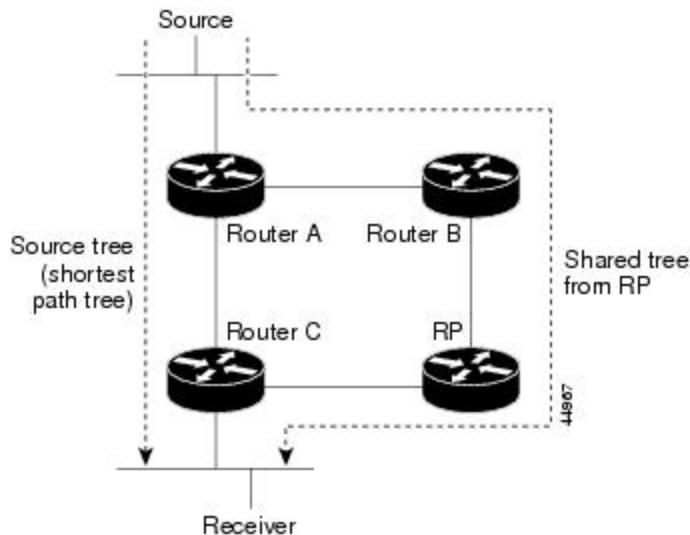 Source
Router A
Router B
Source tree
(shortest
path tree)
Shared tree
from RP
Router C
RP
44967
Receiver